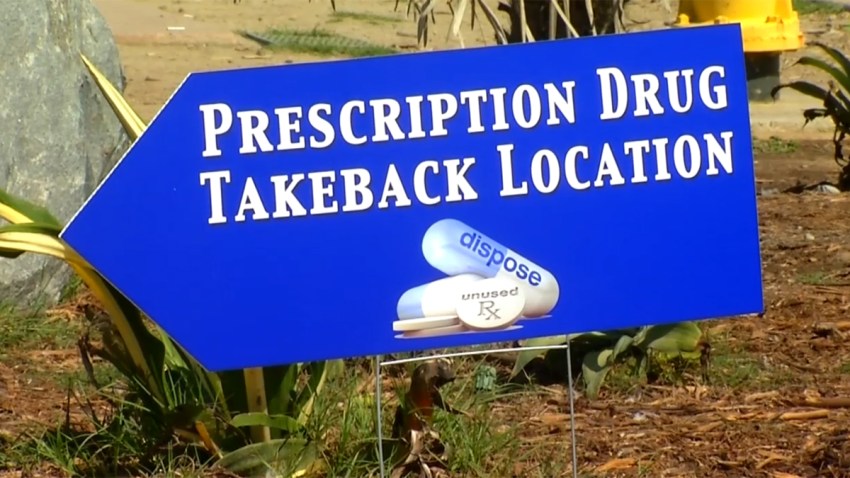 PRESCRIPTION DRUG
TAKEBACK LOCATION
dispose
unused
Rx